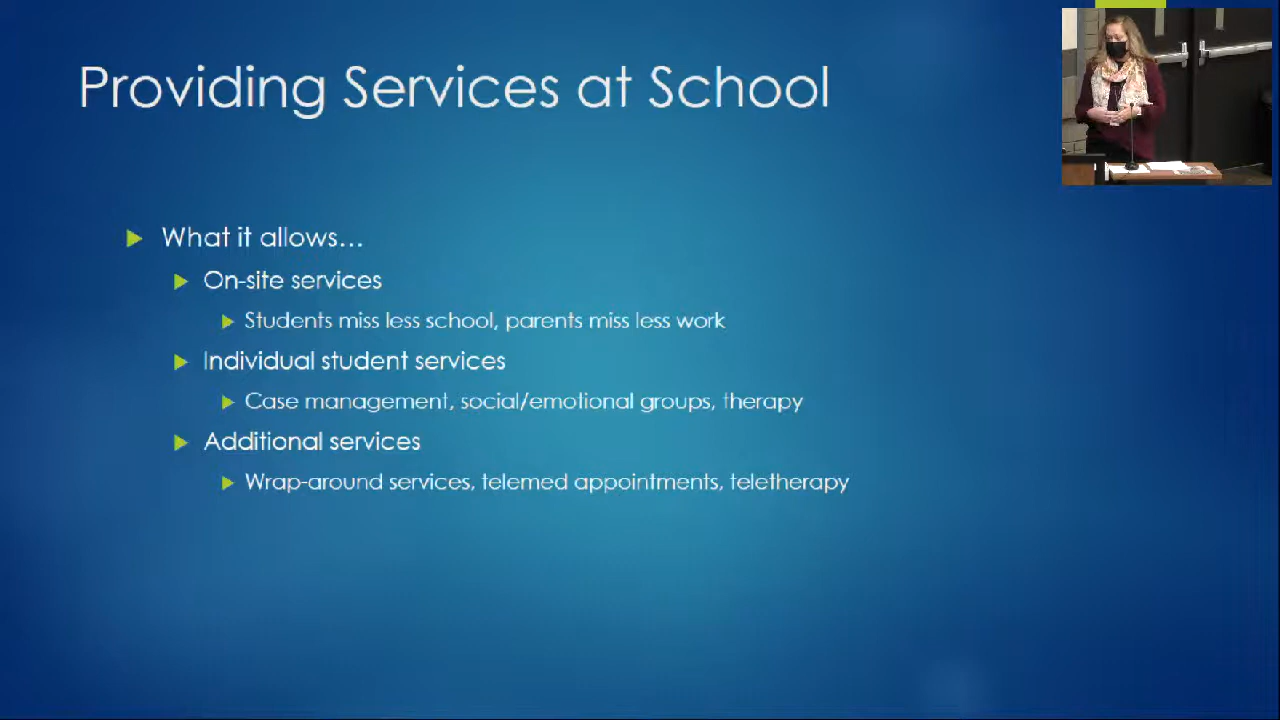 Providing Services at School
What it allows…
On-site services
Students miss less school, parents miss less work
Individual student services
Case management, social/emotional groups, therapy
Additional services
Wrap-around services, telemed appointments, teletherapy